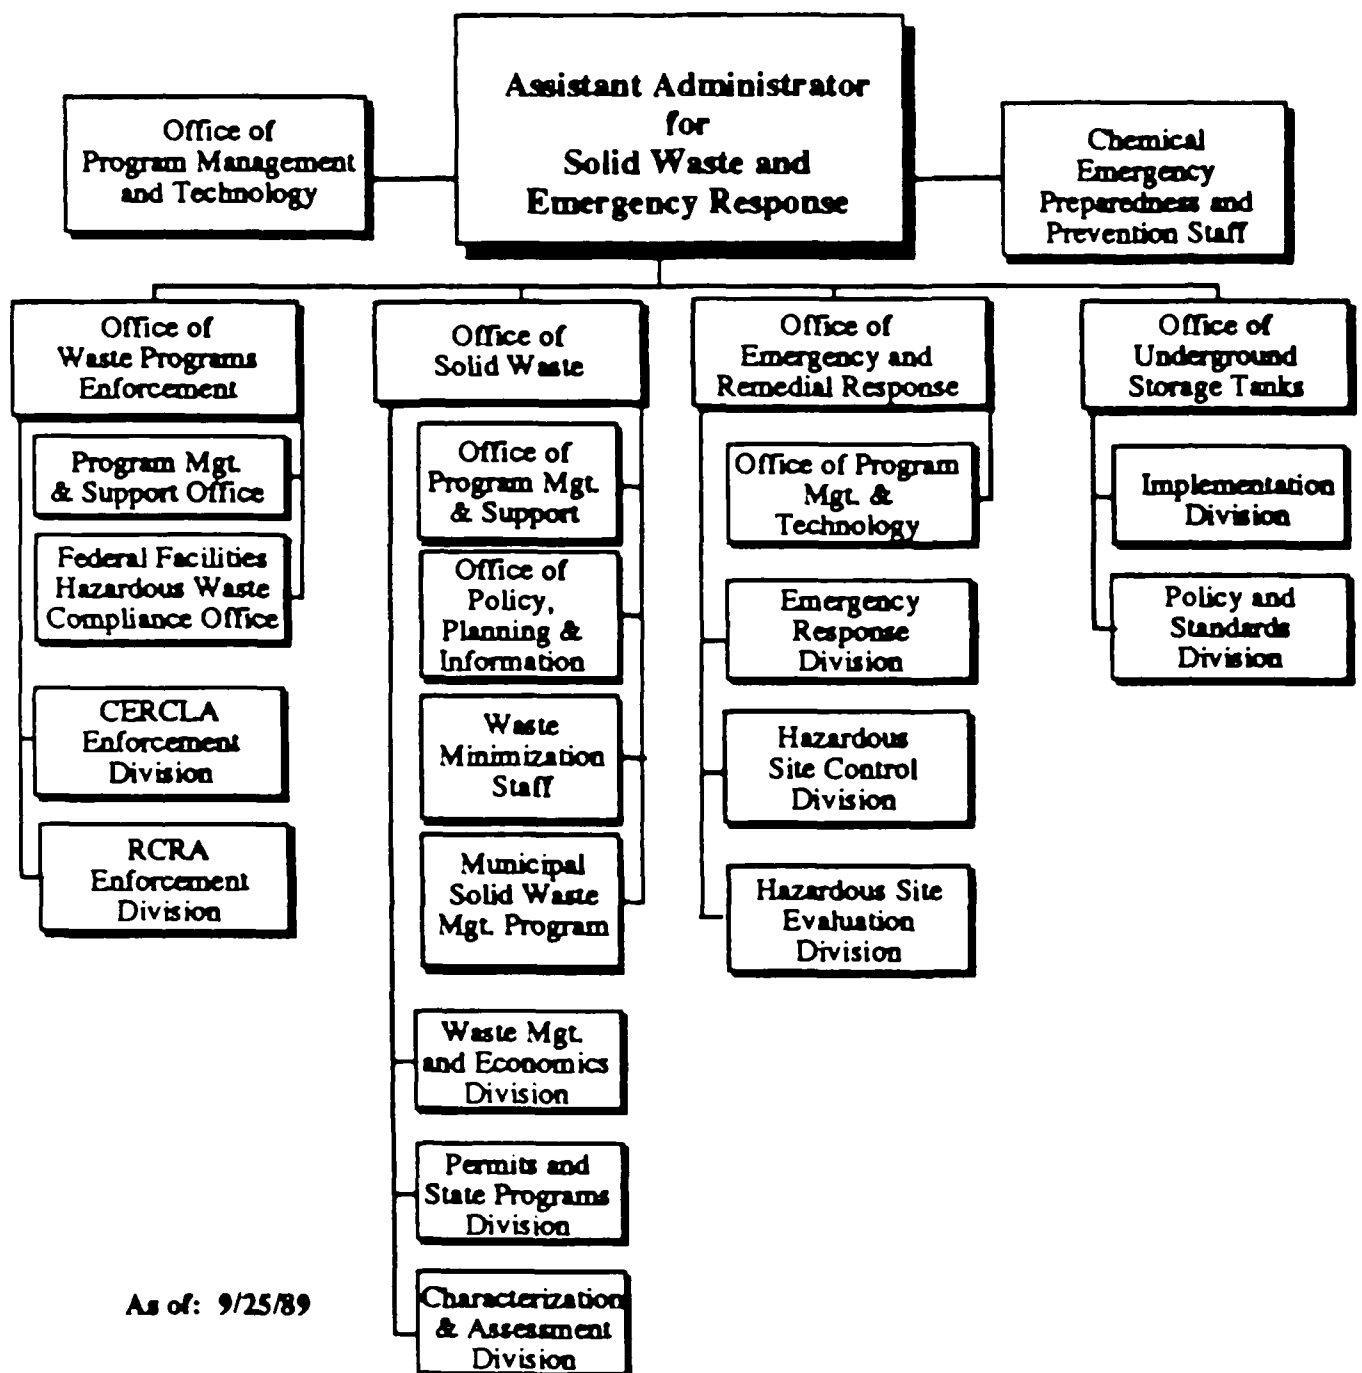 Assistant Administrator
for
Solid Waste and
Emergency Response
Office of
Program Management
and Technology
Chemical
Emergency
Preparedness and
Prevention Staff
Office of
Waste Programs
Enforcement
Program Mgt.
& Support Office
Federal Facilities
Hazardous Waste
Compliance Office
CERCLA
Enforcement
Division
RCRA
Enforcement
Division
Office of
Solid Waste
Office of
Program Mgt.
& Support
Office of
Policy,
Planning &
Information
Waste
Minimization
Staff
Municipal
Solid Waste
Mgt. Program
Waste Mgt.
and Economics
Division
Permits and
State Programs
Division
Characterization
& Assessment
Division
Office of
Emergency and
Remedial Response
Office of Program
Mgt. &
Technology
Emergency
Response
Division
Hazardous
Site Control
Division
Hazardous Site
Evaluation
Division
Office of
Underground
Storage Tanks
Implementation
Division
Policy and
Standards
Division
As of: 9/25/89